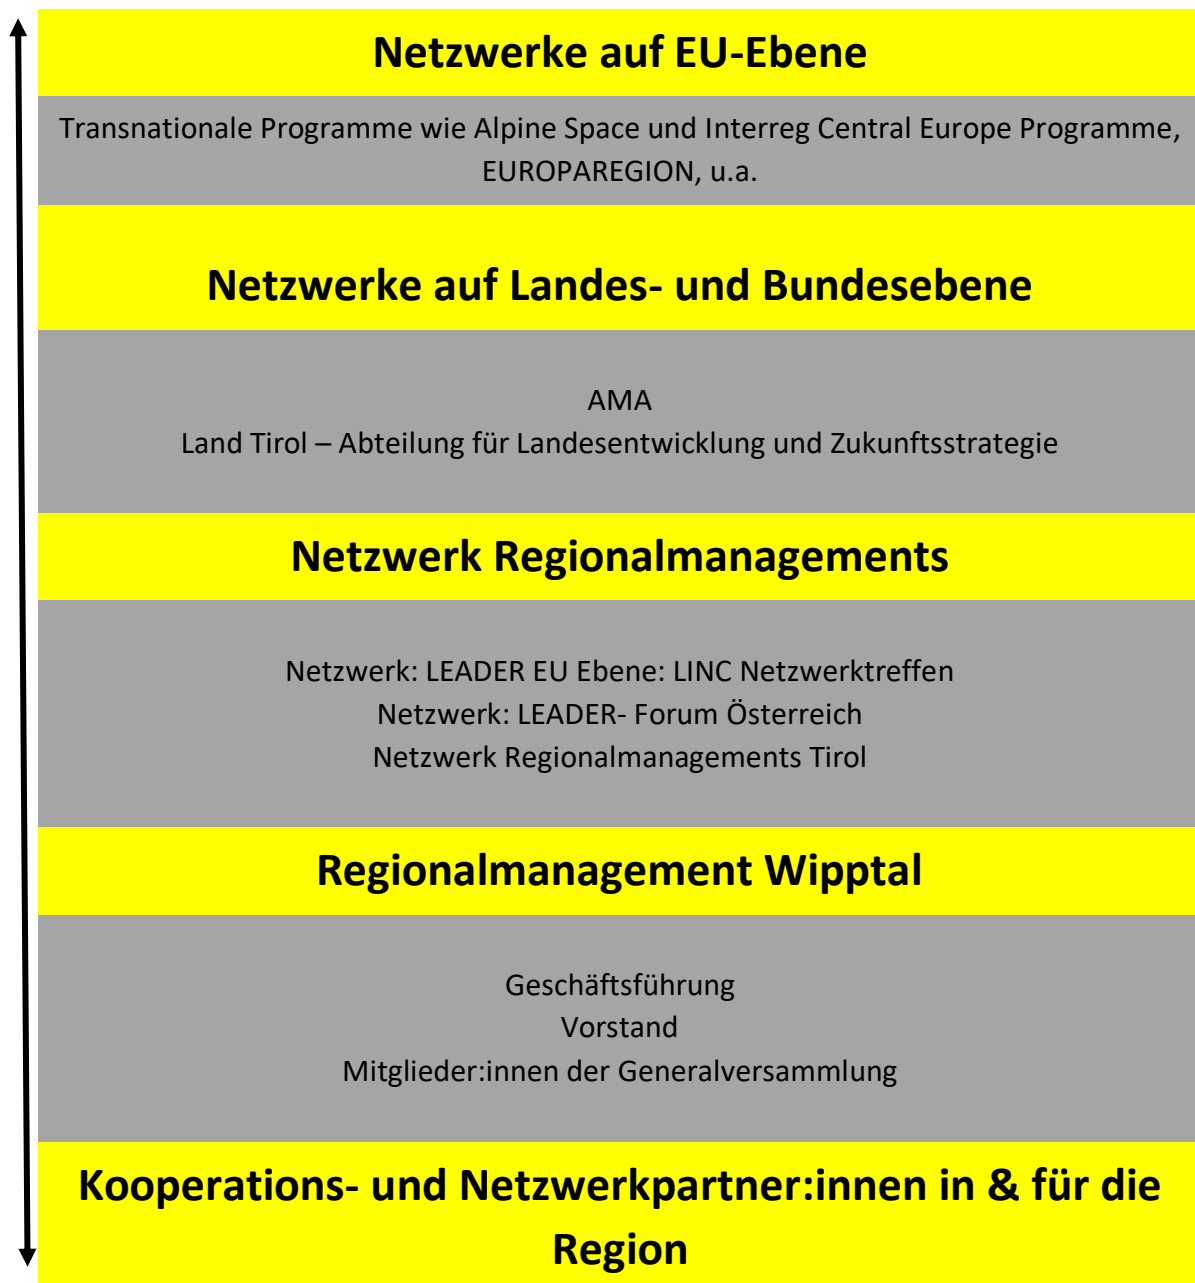 Netzwerke auf EU-Ebene
Transnationale Programme wie Alpine Space und Interreg Central Europe Programme,
EUROPAREGION, u.a.
Netzwerke auf Landes- und Bundesebene
AMA
Land Tirol – Abteilung für Landesentwicklung und Zukunftsstrategie
Netzwerk Regionalmanagements
Netzwerk: LEADER EU Ebene: LINC Netzwerktreffen
Netzwerk: LEADER- Forum Österreich
Netzwerk Regionalmanagements Tirol
Regionalmanagement Wipptal
Geschäftsführung
Vorstand
Mitglieder:innen der Generalversammlung
Kooperations- und Netzwerkpartner:innen in & für die
Region